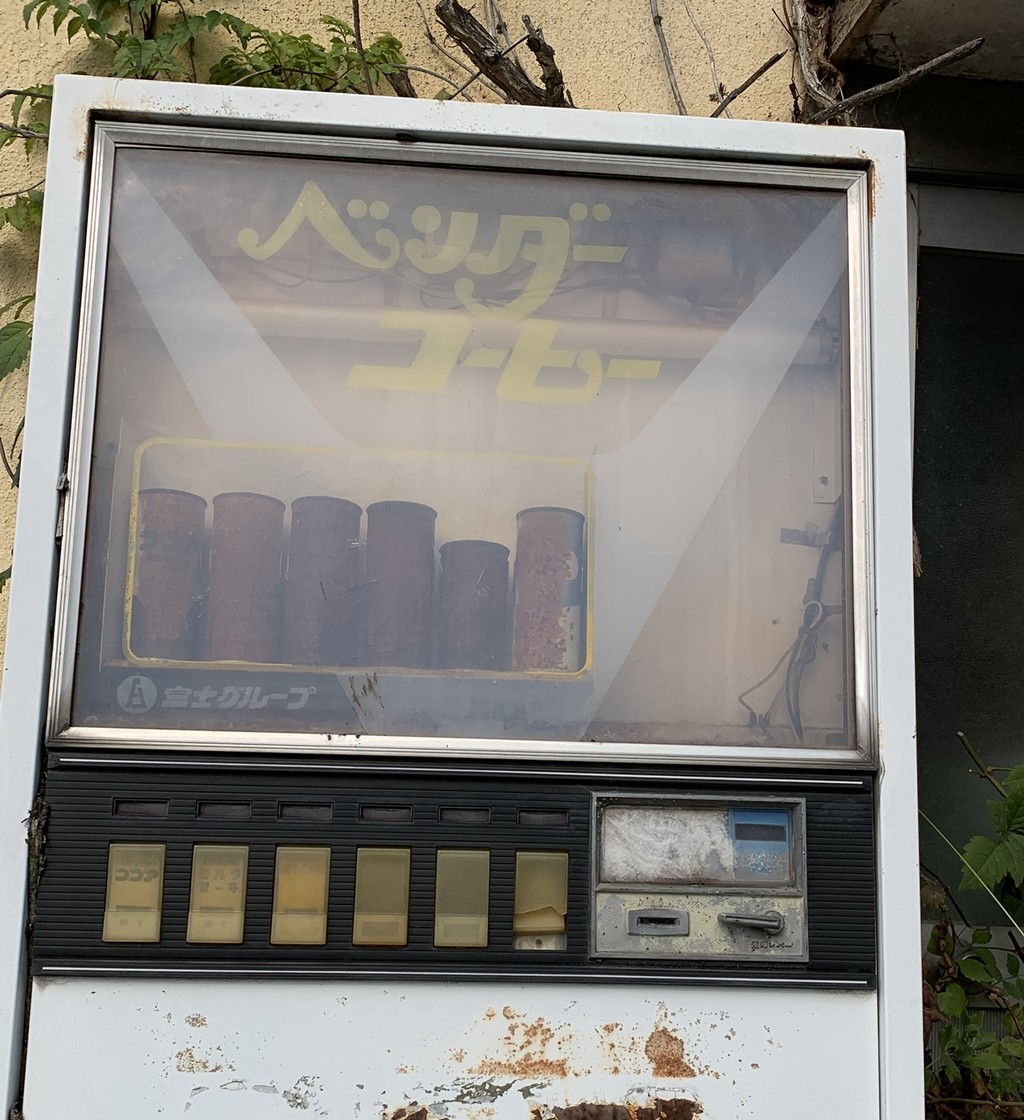 ベンダー
コーヒー
富士グループ
ココア
ミルク
セーキ